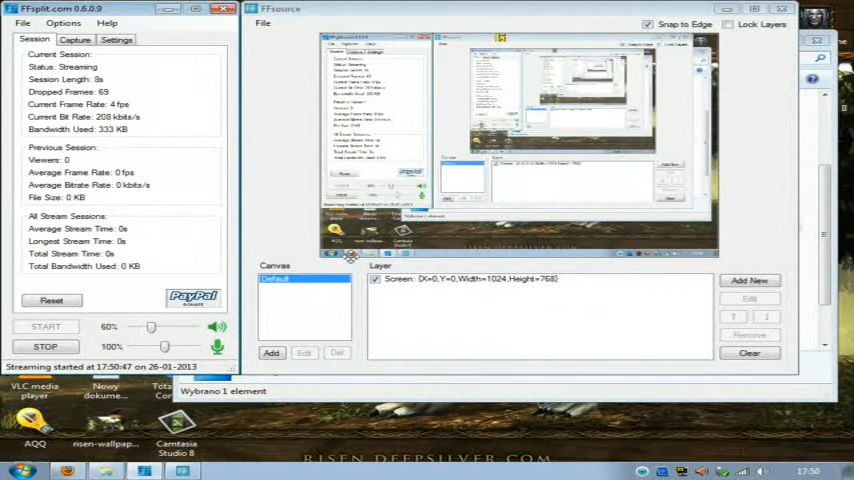 FFsplit.com 0.6.0.9
File Options Help
Session Capture Settings
Current Session:
Status: Streaming
Session Length: 8s
Dropped Frames: 69
Current Frame Rate: 4 fps
Current Bit Rate: 208 kbits/s
Bandwidth Used: 333 KB
Previous Session:
Viewers: 0
Average Frame Rate: 0 fps
Average Bitrate: 0 kbits/s
File Size: 0 KB
All Stream Sessions:
Average Stream Time: 0s
Longest Stream Time: 0s
Total Stream Time: 0s
Total Bandwidth Used: 0 KB
Reset
PayPal
DONATE
START 60%
STOP 100%
Streaming started at 17:50:47 on 26-01-2013
FFsource
File
Snap to Edge Lock Layers
Canvas
Default
Add Edit Del
Layer
Screen: {X=0,Y=0,Width=1024,Height=768}
Add New
Edit
Remove
Clear
Wybrano 1 element
VLC media
player
Nowy
dokume...
AQQ
risen-wallpap...
Camtasia
Studio 8
RISEN.DEEPSILVER.COM
17:50